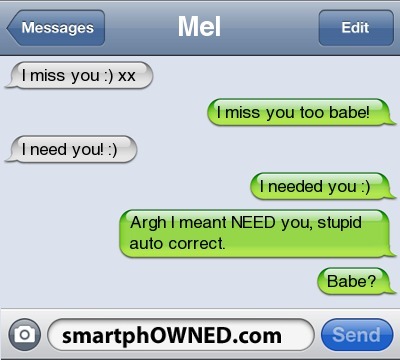 Messages
Mel
Edit
I miss you :) xx
I miss you too babe!
I need you! :)
I needed you :)
Argh I meant NEED you, stupid
auto correct.
Babe?
smartphOWNED.com
Send